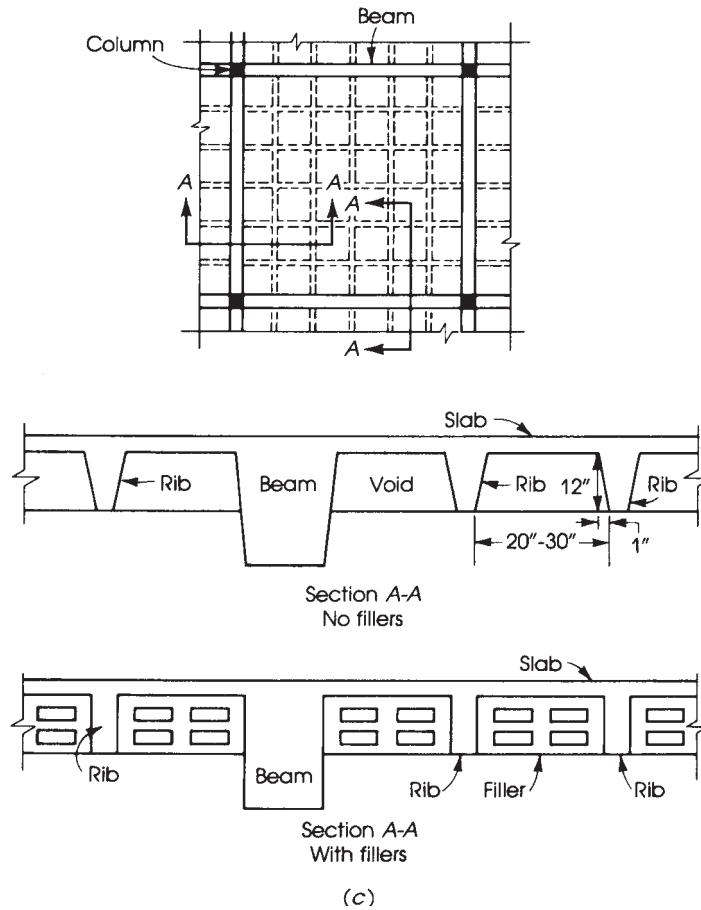 Beam
Column
A
A
A
A
Slab
Rib
Beam
Void
Rib
12″
Rib
20″-30″
1″
Section A-A
No fillers
Slab
Rib
Beam
Rib
Filler
Rib
Section A-A
With fillers
(c)